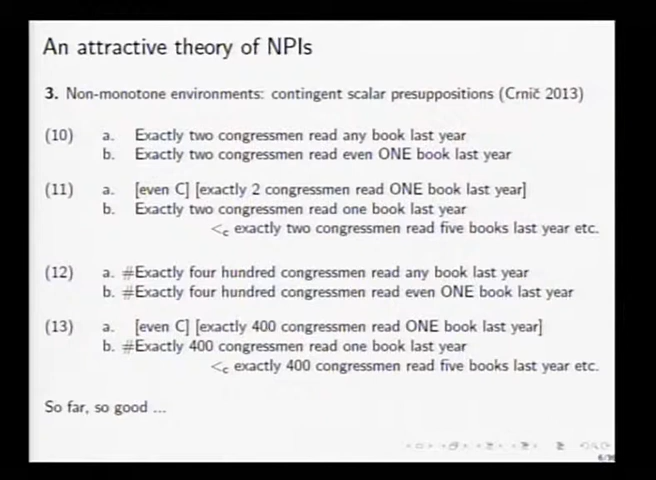 An attractive theory of NPIs
3. Non-monotone environments: contingent scalar presuppositions (Crnič 2013)
(10) a. Exactly two congressmen read any book last year
b. Exactly two congressmen read even ONE book last year
(11) a. [even C] [exactly 2 congressmen read ONE book last year]
b. Exactly two congressmen read one book last year
<c exactly two congressmen read five books last year etc.
(12) a. #Exactly four hundred congressmen read any book last year
b. #Exactly four hundred congressmen read even ONE book last year
(13) a. [even C] [exactly 400 congressmen read ONE book last year]
b. #Exactly 400 congressmen read one book last year
<c exactly 400 congressmen read five books last year etc.
So far, so good ...